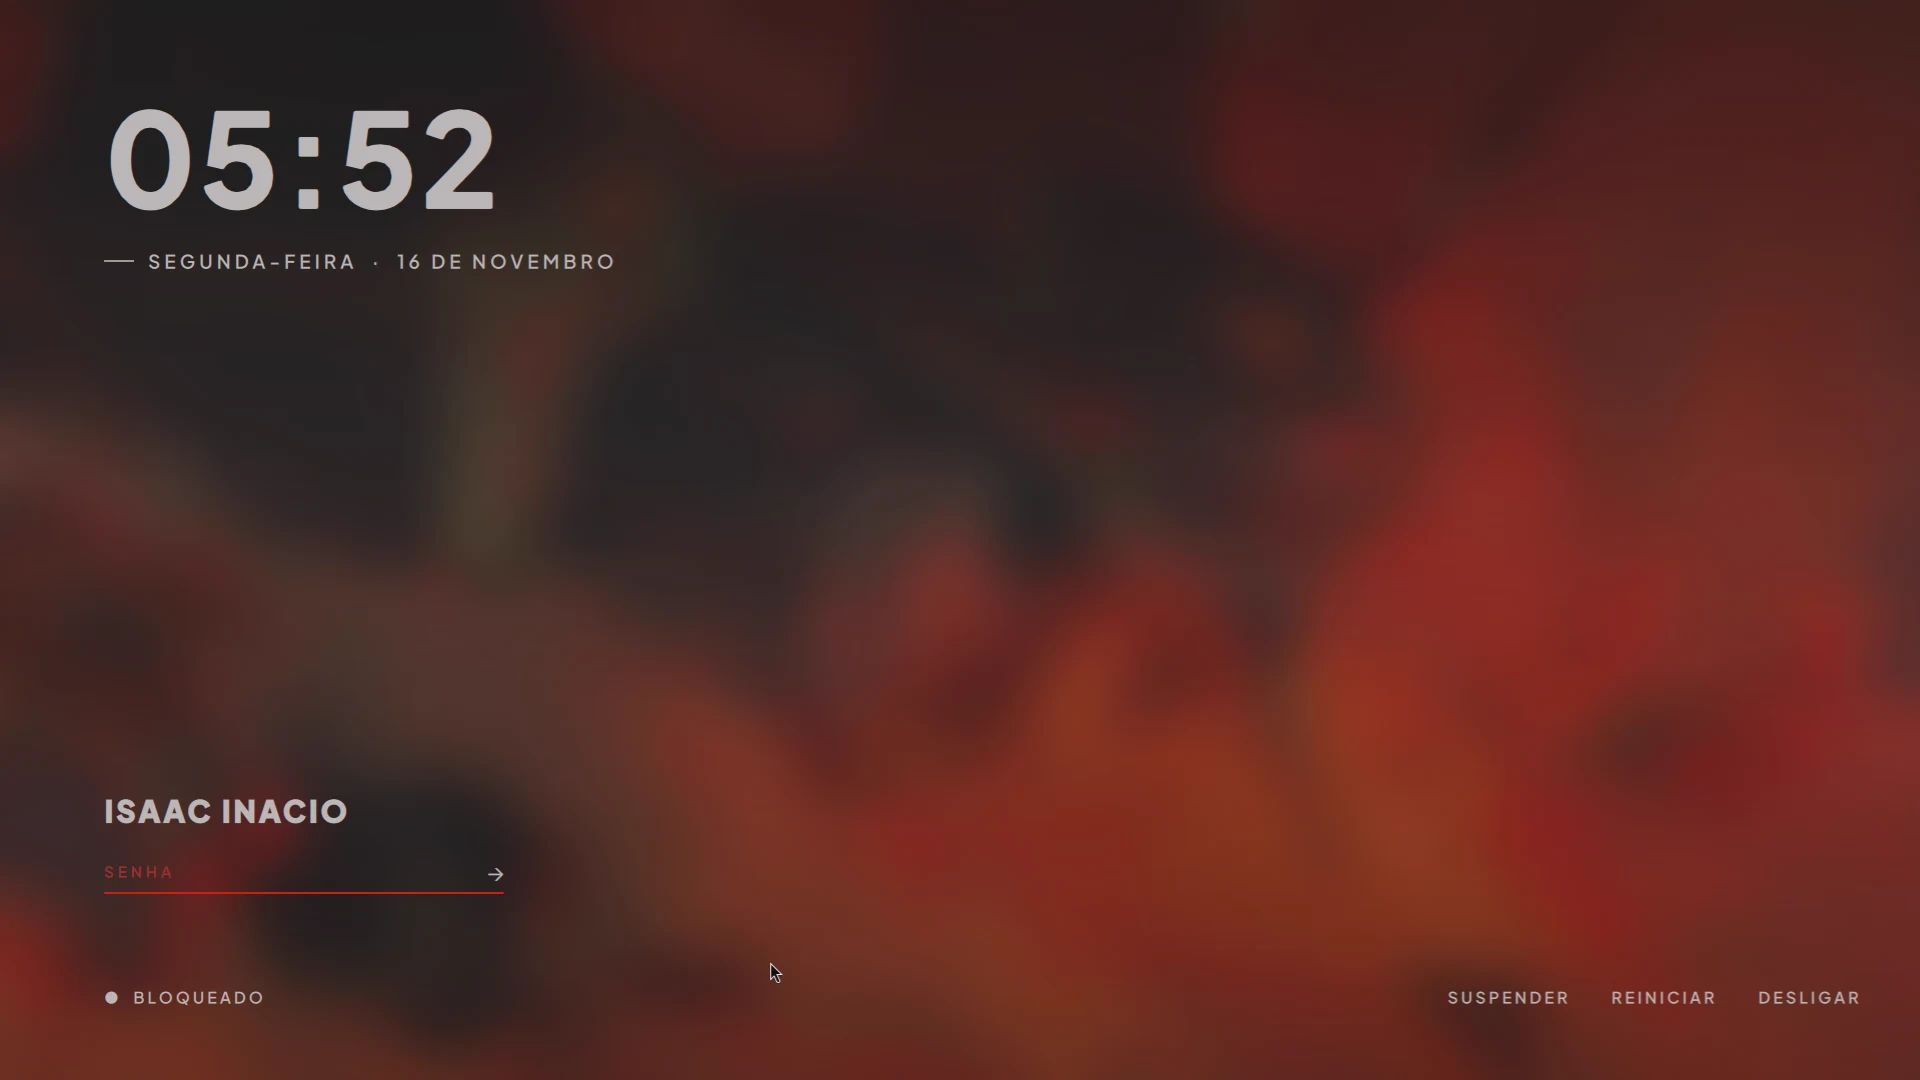 05:52
— SEGUNDA-FEIRA · 16 DE NOVEMBRO
ISAAC INACIO
SENHA →
BLOQUEADO
SUSPENDER REINICIAR DESLIGAR